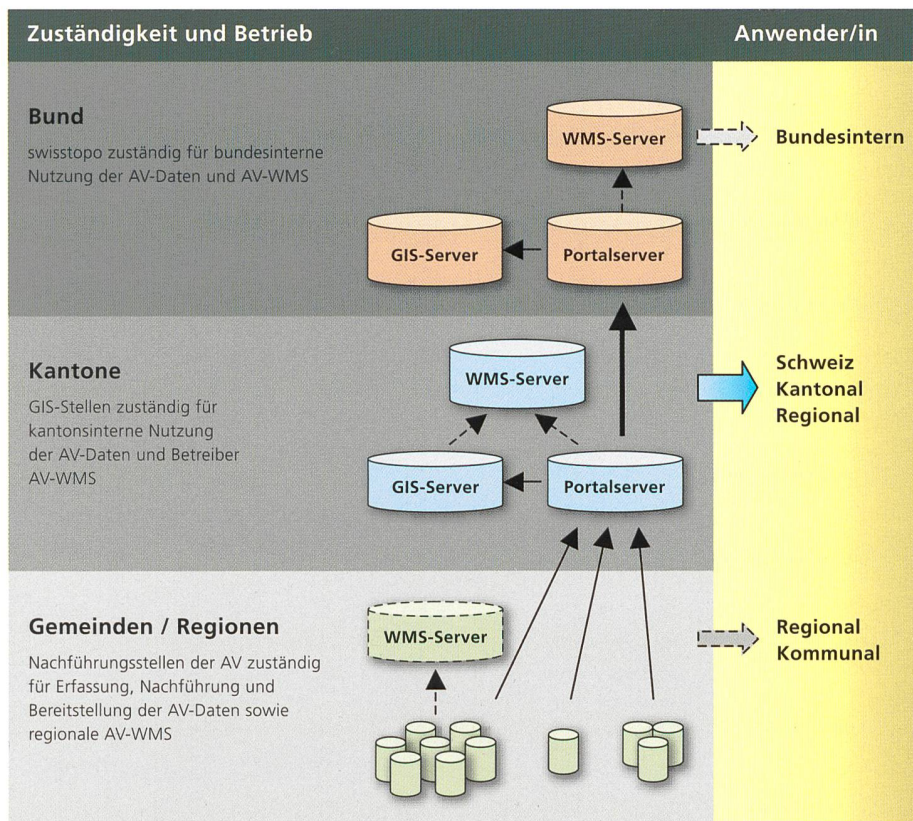 Zuständigkeit und Betrieb
Anwender/in
Bund
swisstopo zuständig für bundesinterne
Nutzung der AV-Daten und AV-WMS
WMS-Server
Bundesintern
GIS-Server
Portalserver
Kantone
GIS-Stellen zuständig für
kantonsinterne Nutzung
der AV-Daten und Betreiber
AV-WMS
WMS-Server
Schweiz
Kantonal
Regional
GIS-Server
Portalserver
Gemeinden / Regionen
Nachführungsstellen der AV zuständig
für Erfassung, Nachführung und
Bereitstellung der AV-Daten sowie
regionale AV-WMS
WMS-Server
Regional
Kommunal